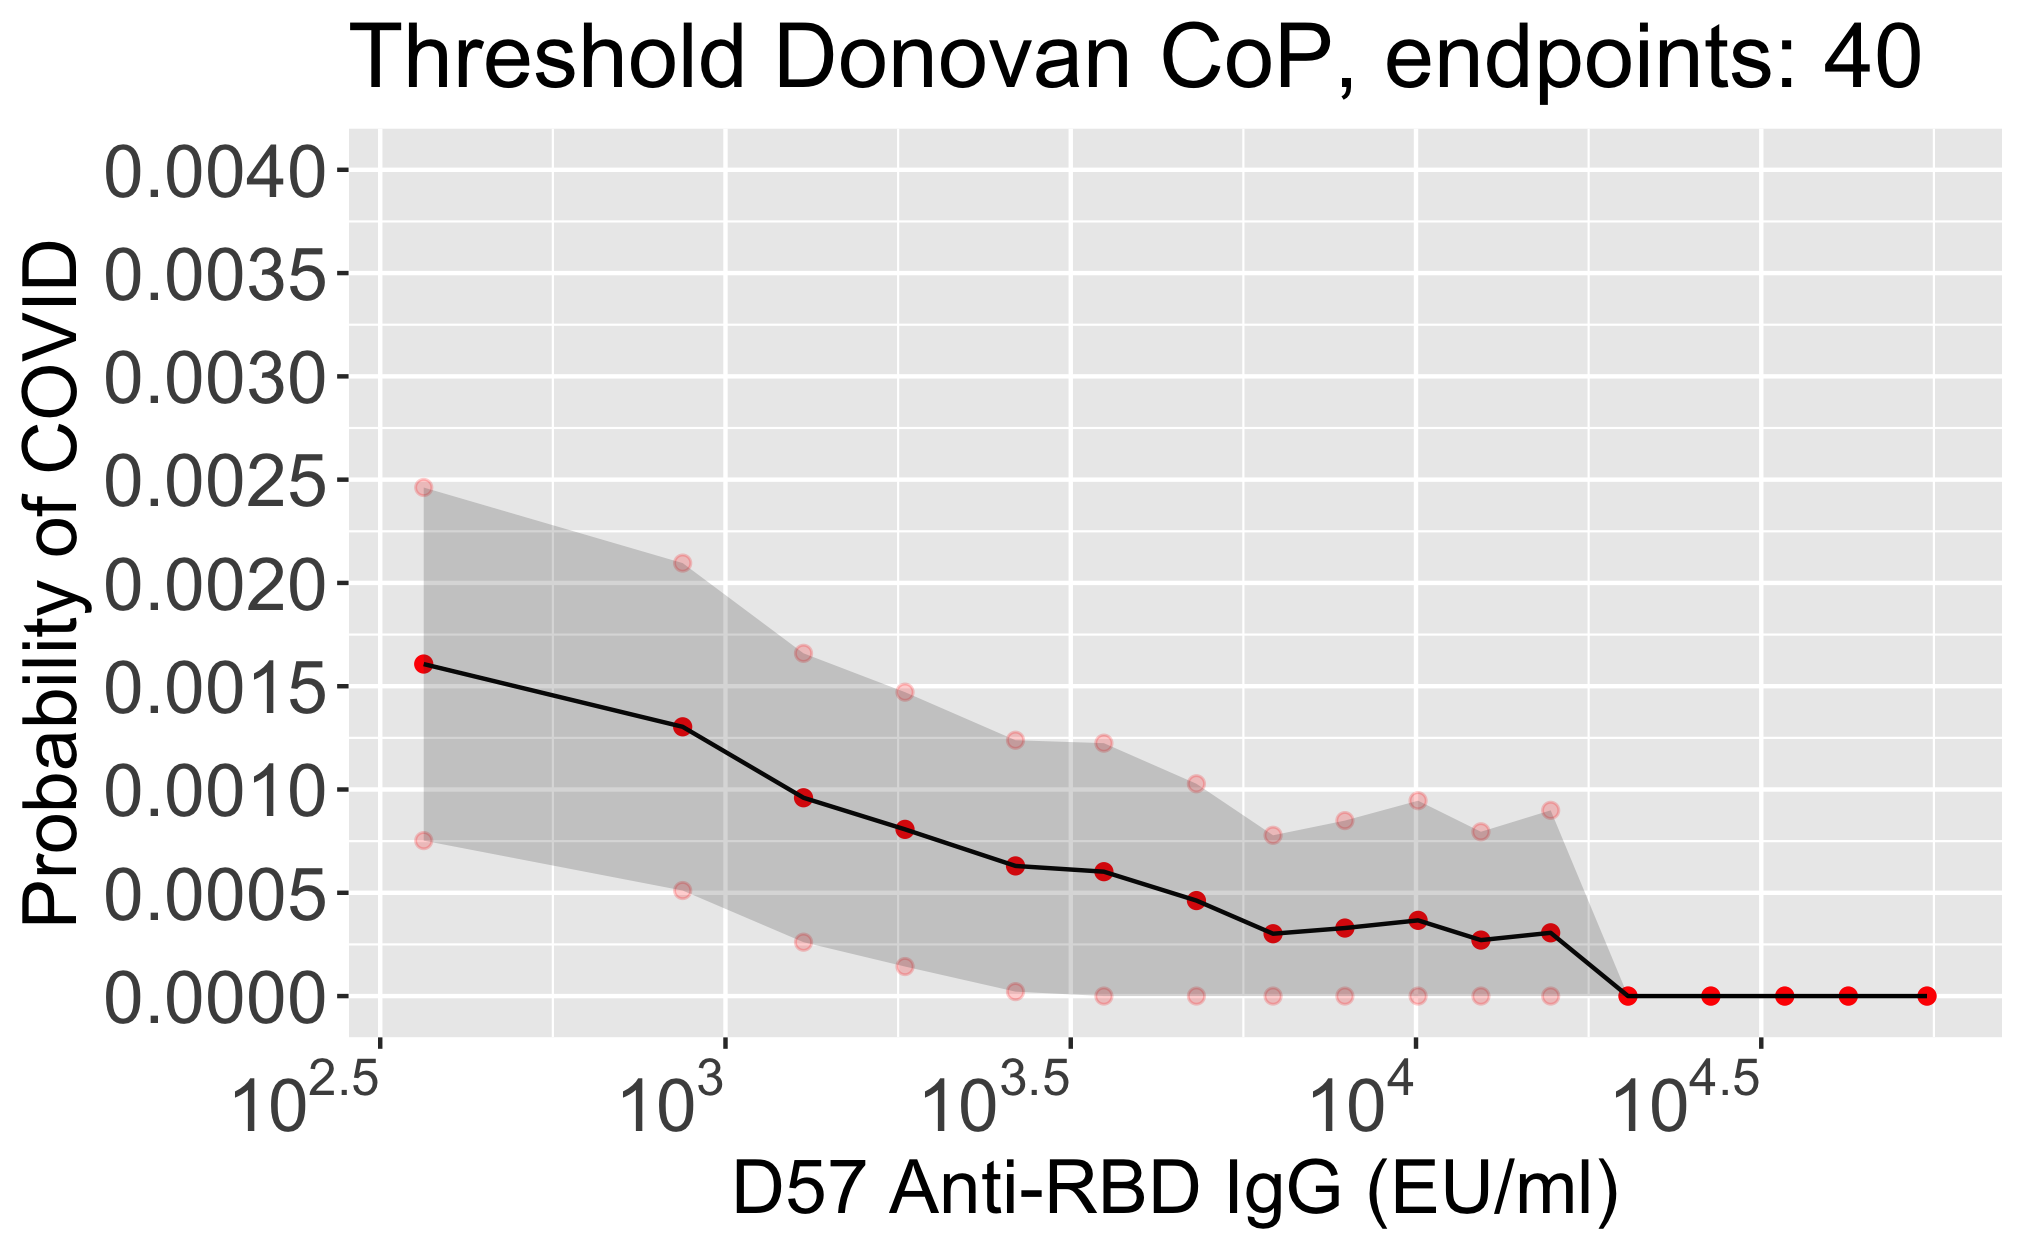 Threshold Donovan CoP, endpoints: 40
Probability of COVID
0.0040
0.0035
0.0030
0.0025
0.0020
0.0015
0.0010
0.0005
0.0000
10^2.5 10^3 10^3.5 10^4 10^4.5
D57 Anti-RBD IgG (EU/ml)